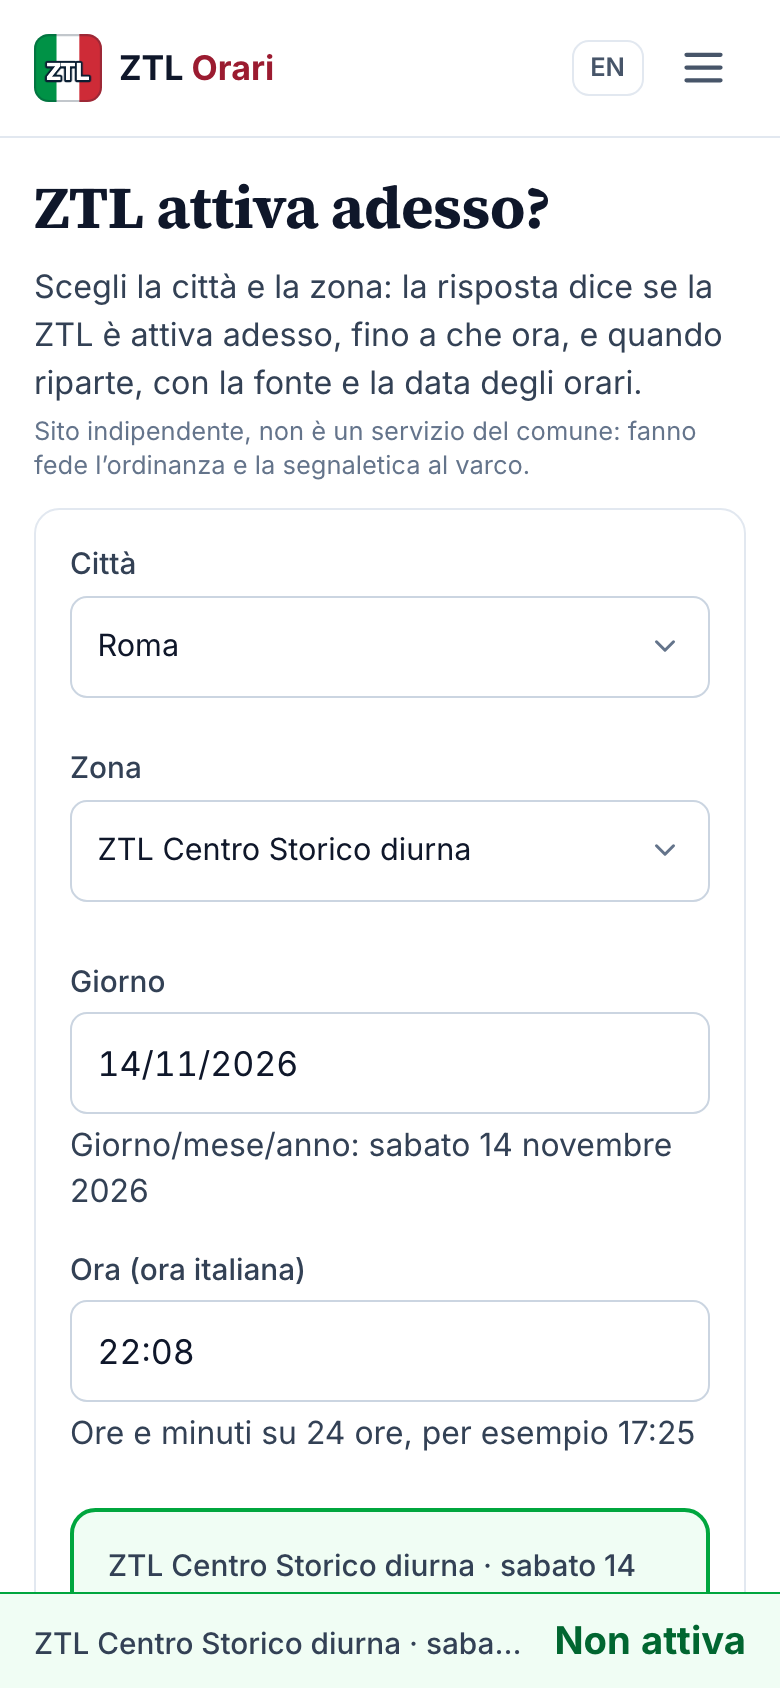 ZTL
ZTL Orari
EN
ZTL attiva adesso?
Scegli la città e la zona: la risposta dice se la
ZTL è attiva adesso, fino a che ora, e quando
riparte, con la fonte e la data degli orari.
Sito indipendente, non è un servizio del comune: fanno
fede l’ordinanza e la segnaletica al varco.
Città
Roma
Zona
ZTL Centro Storico diurna
Giorno
14/11/2026
Giorno/mese/anno: sabato 14 novembre
2026
Ora (ora italiana)
22:08
Ore e minuti su 24 ore, per esempio 17:25
ZTL Centro Storico diurna · sabato 14
ZTL Centro Storico diurna · saba... Non attiva